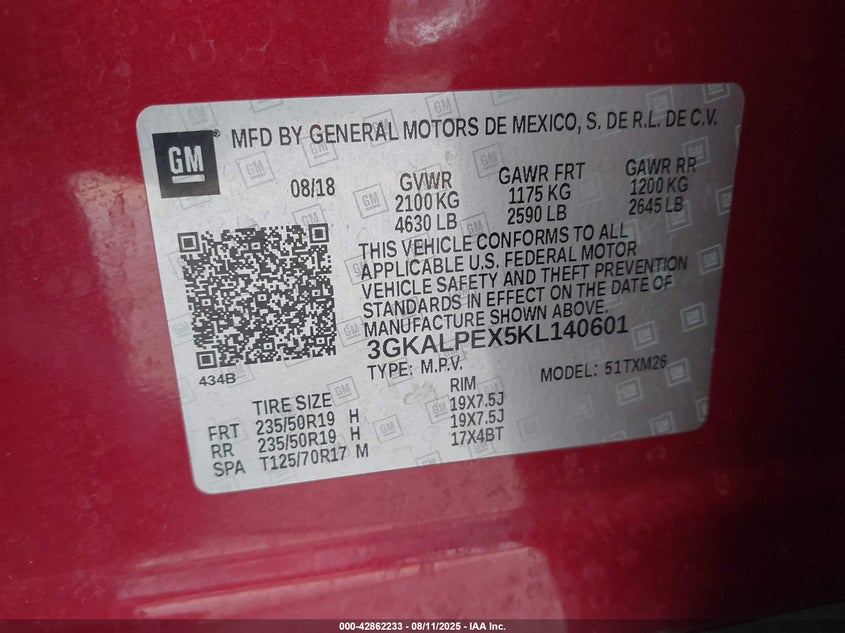 GM
MFD BY GENERAL MOTORS DE MEXICO, S. DE R.L. DE C.V.
08/18
GVWR
2100 KG
4630 LB
GAWR FRT
1175 KG
2590 LB
GAWR RR
1200 KG
2645 LB
THIS VEHICLE CONFORMS TO ALL
APPLICABLE U.S. FEDERAL MOTOR
VEHICLE SAFETY AND THEFT PREVENTION
STANDARDS IN EFFECT ON THE DATE OF
MANUFACTURE SHOWN ABOVE.
3GKALPEX5KL140601
434B
TYPE: M.P.V.
MODEL: 51TXM26
TIRE SIZE
RIM
FRT 235/50R19 H 19X7.5J
RR 235/50R19 H 19X7.5J
SPA T125/70R17 M 17X4BT
000-42862233 - 08/11/2025 - IAA Inc.